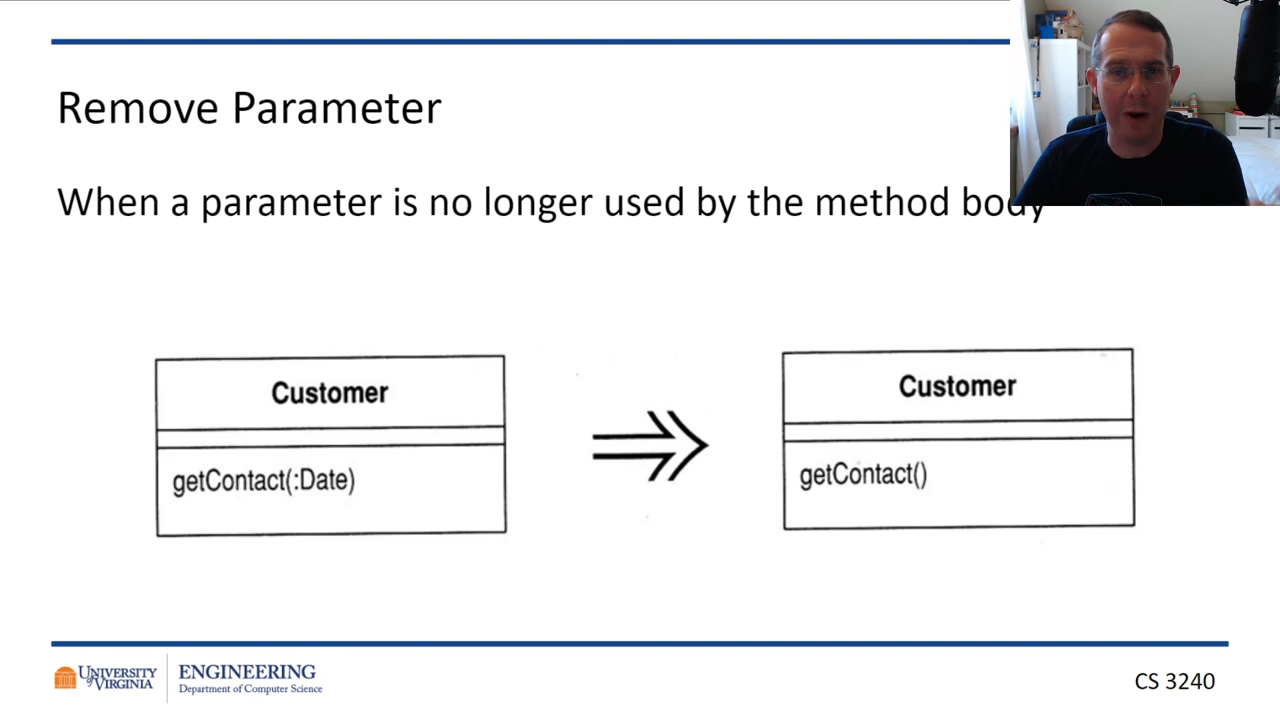 Remove Parameter
When a parameter is no longer used by the method body
Customer
getContact(:Date)
Customer
getContact()
UNIVERSITY of VIRGINIA
ENGINEERING
Department of Computer Science
CS 3240